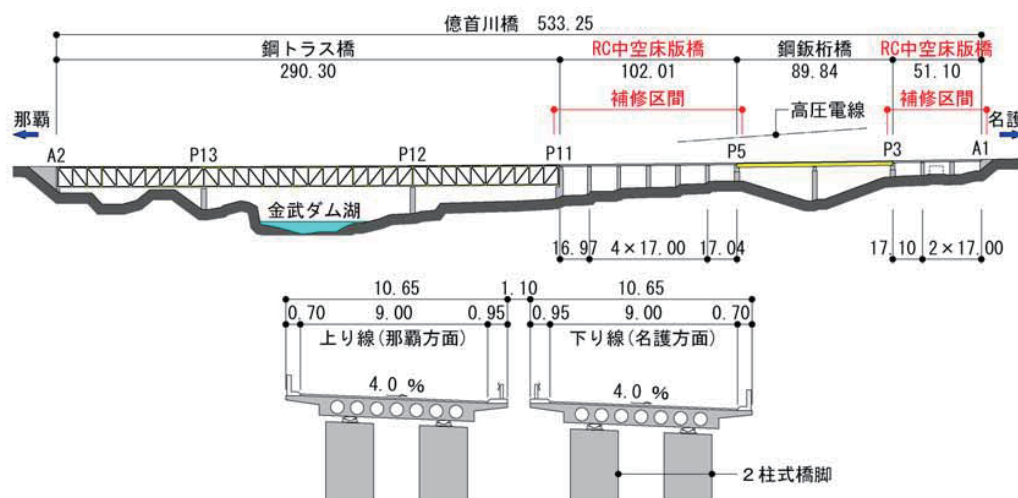 億首川橋 533.25
鋼トラス橋 RC中空床版橋 鋼鈑桁橋 RC中空床版橋
290.30 102.01 89.84 51.10
補修区間 補修区間
高圧電線
那覇 名護
A2 P13 P12 P11 P5 P3 A1
金武ダム湖
16.97 4×17.00 17.04 17.10 2×17.00
10.65 1.10 10.65
0.70 9.00 0.95 0.95 9.00 0.70
上り線(那覇方面) 下り線(名護方面)
4.0 % 4.0 %
2柱式橋脚